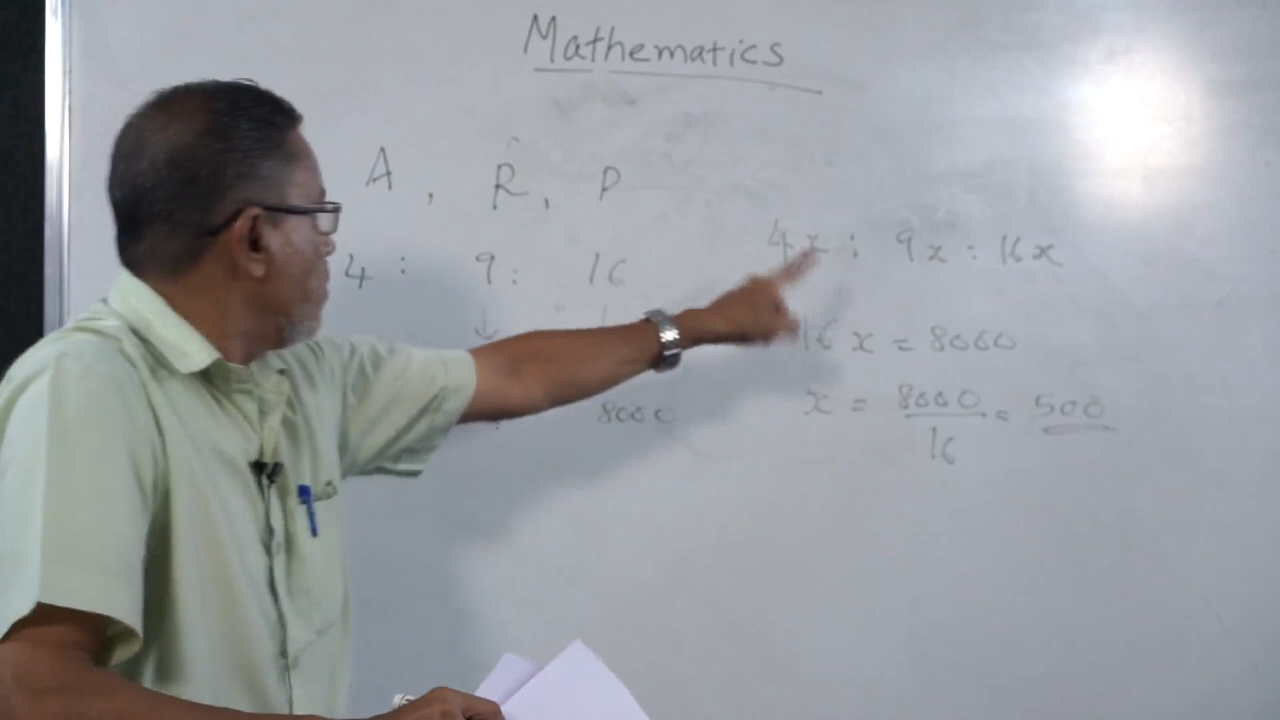 Mathematics
A , R , P
4 : 9 : 16
8000
4x : 9x : 16x
16x = 8000
x = 8000/16 = 500